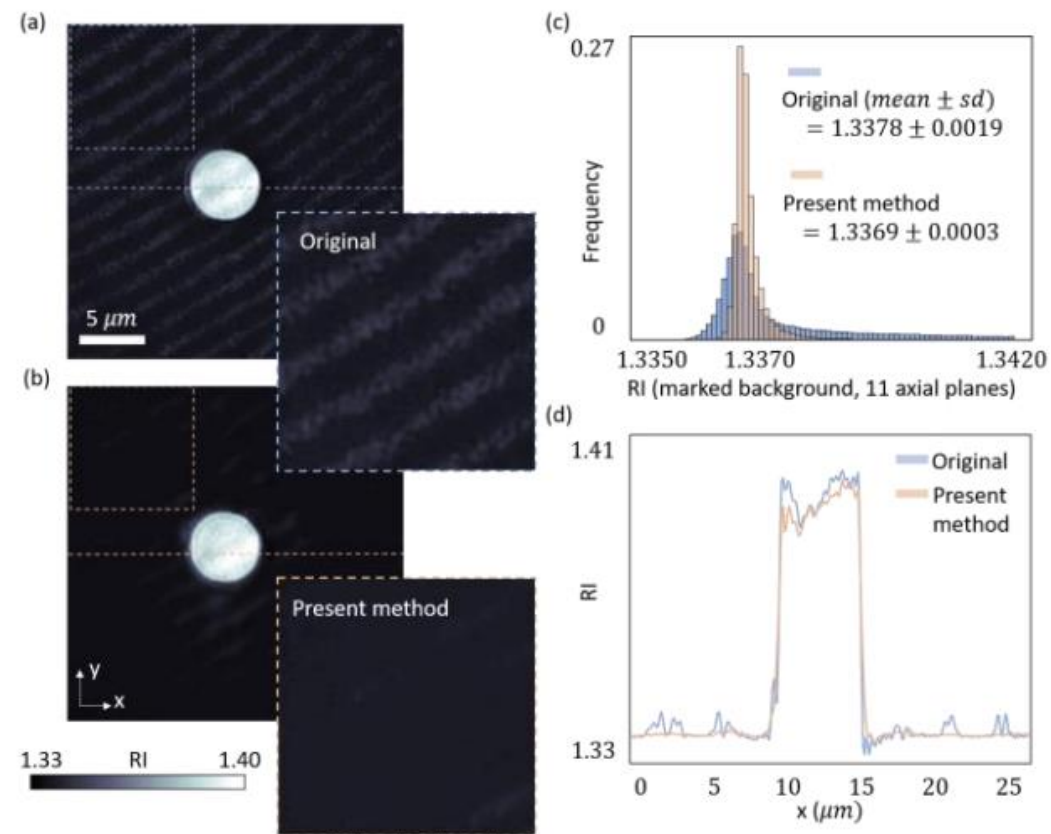 (a)
Original
5 μm
(b)
Present method
y
x
1.33 RI 1.40
(c)
0.27
Frequency
0
Original (mean ± sd)
= 1.3378 ± 0.0019
Present method
= 1.3369 ± 0.0003
1.3350 1.3370 1.3420
RI (marked background, 11 axial planes)
(d)
1.41
RI
1.33
Original
Present
method
0 5 10 15 20 25
x (μm)